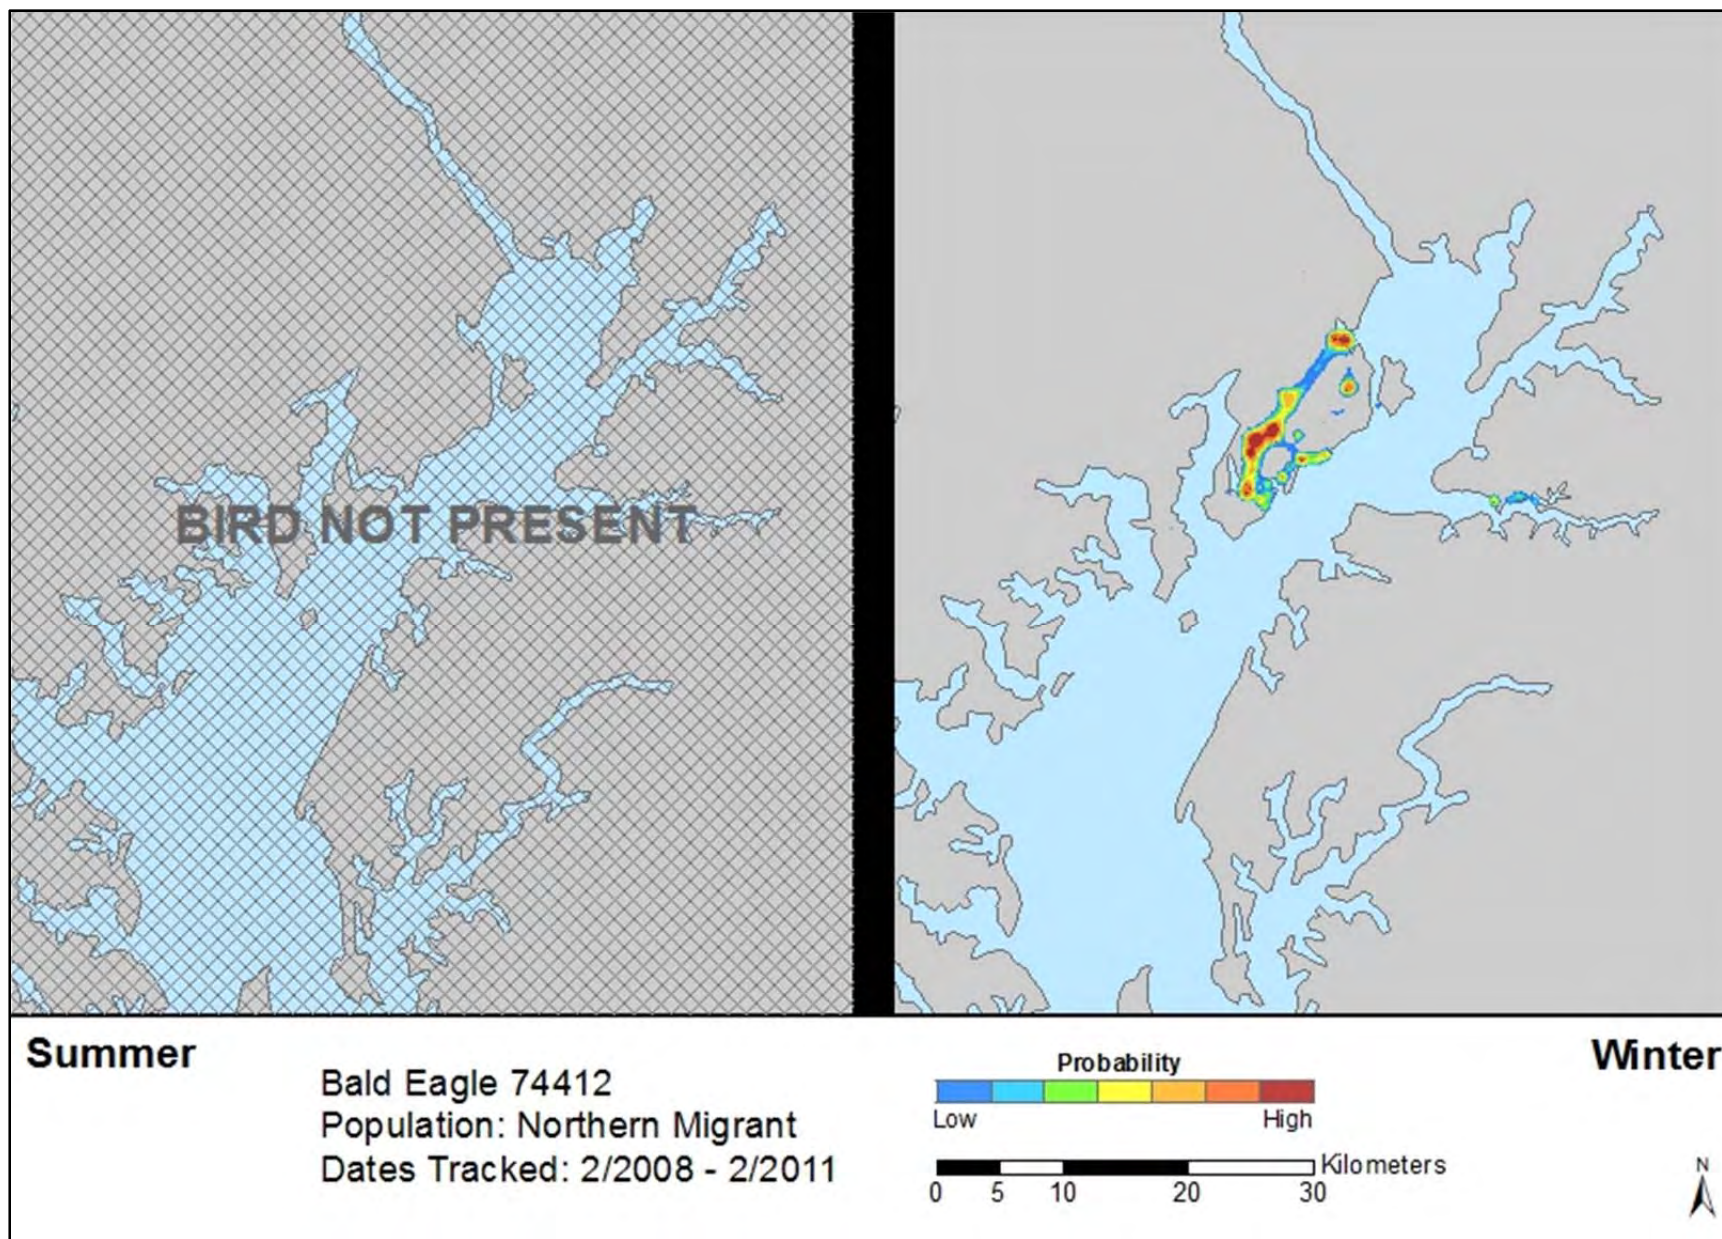 BIRD NOT PRESENT
Summer
Winter
Bald Eagle 74412
Population: Northern Migrant
Dates Tracked: 2/2008 - 2/2011
Probability
Low High
Kilometers
0 5 10 20 30
N